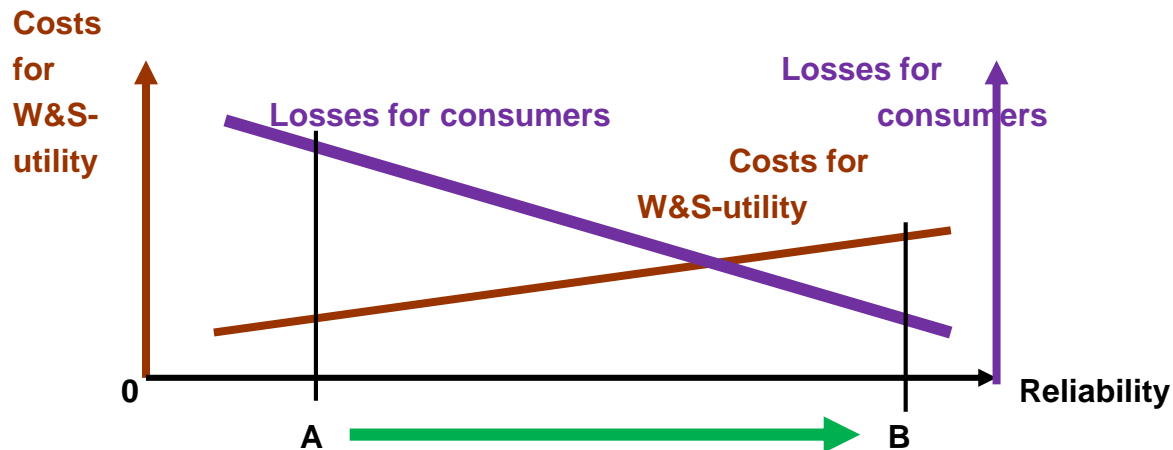 Costs
for
W&S-
utility
Losses for consumers
Losses for
consumers
Costs for
W&S-utility
0
Reliability
A
B